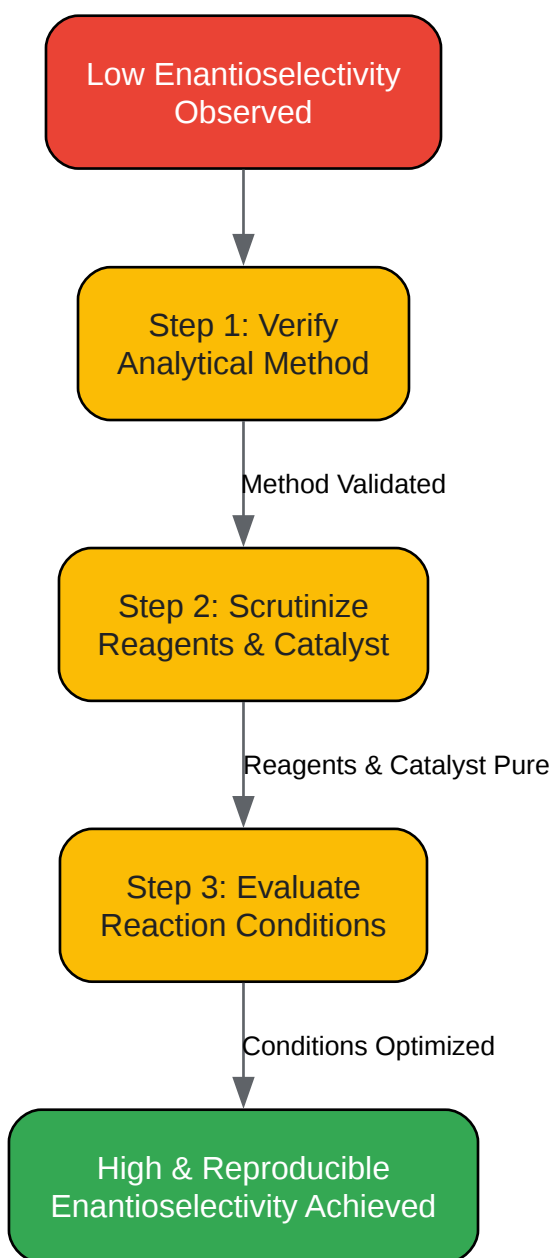 Low Enantioselectivity
Observed
Step 1: Verify
Analytical Method
Method Validated
Step 2: Scrutinize
Reagents & Catalyst
Reagents & Catalyst Pure
Step 3: Evaluate
Reaction Conditions
Conditions Optimized
High & Reproducible
Enantioselectivity Achieved